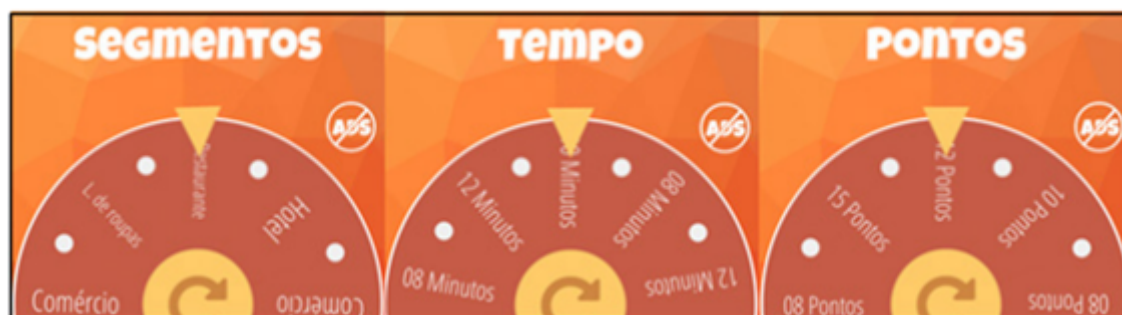 SEGMENTOS
TEMPO
PONTOS
ADS
ADS
ADS
Comércio
L. de roupas
Hotel
Comércio
08 Minutos
12 Minutos
Minutos
08 Minutos
12 Minutos
08 Pontos
15 Pontos
Pontos
10 Pontos
08 Pontos